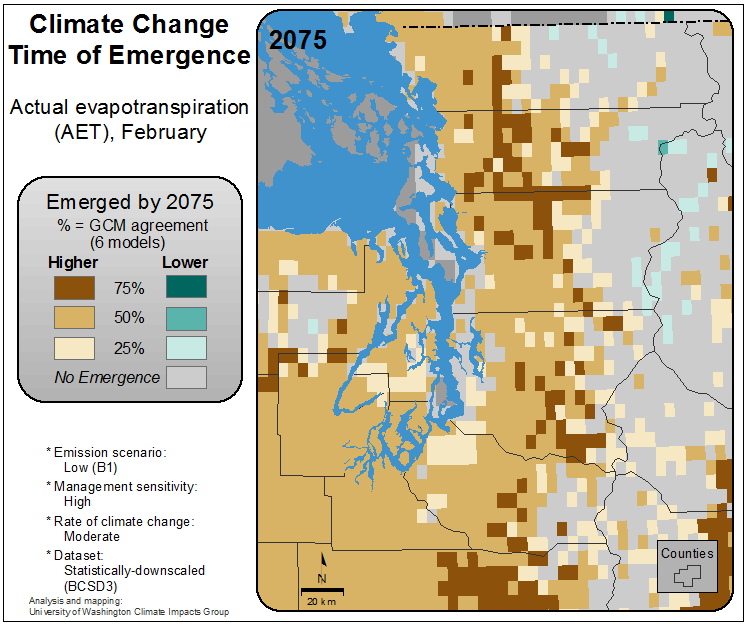 Climate Change
Time of Emergence
Actual evapotranspiration
(AET), February
Emerged by 2075
% = GCM agreement
(6 models)
Higher Lower
75%
50%
25%
No Emergence
* Emission scenario:
Low (B1)
* Management sensitivity:
High
* Rate of climate change:
Moderate
* Dataset:
Statistically-downscaled
(BCSD3)
Analysis and mapping:
University of Washington Climate Impacts Group
2075
N
20 km
Counties